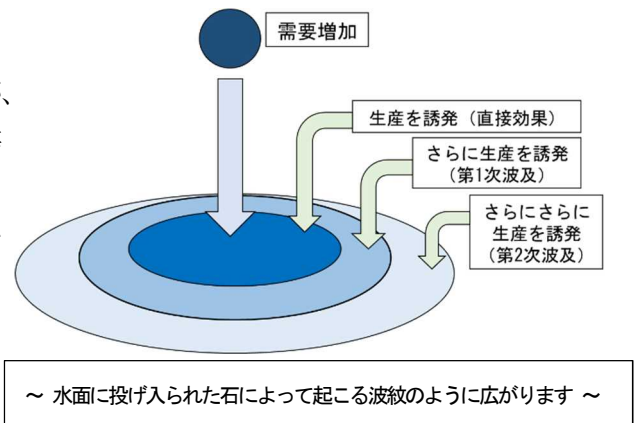 需要増加
生産を誘発（直接効果）
さらに生産を誘発
（第1次波及）
さらにさらに
生産を誘発
（第2次波及）
～ 水面に投げ入れられた石によって起こる波紋のように広がります ～